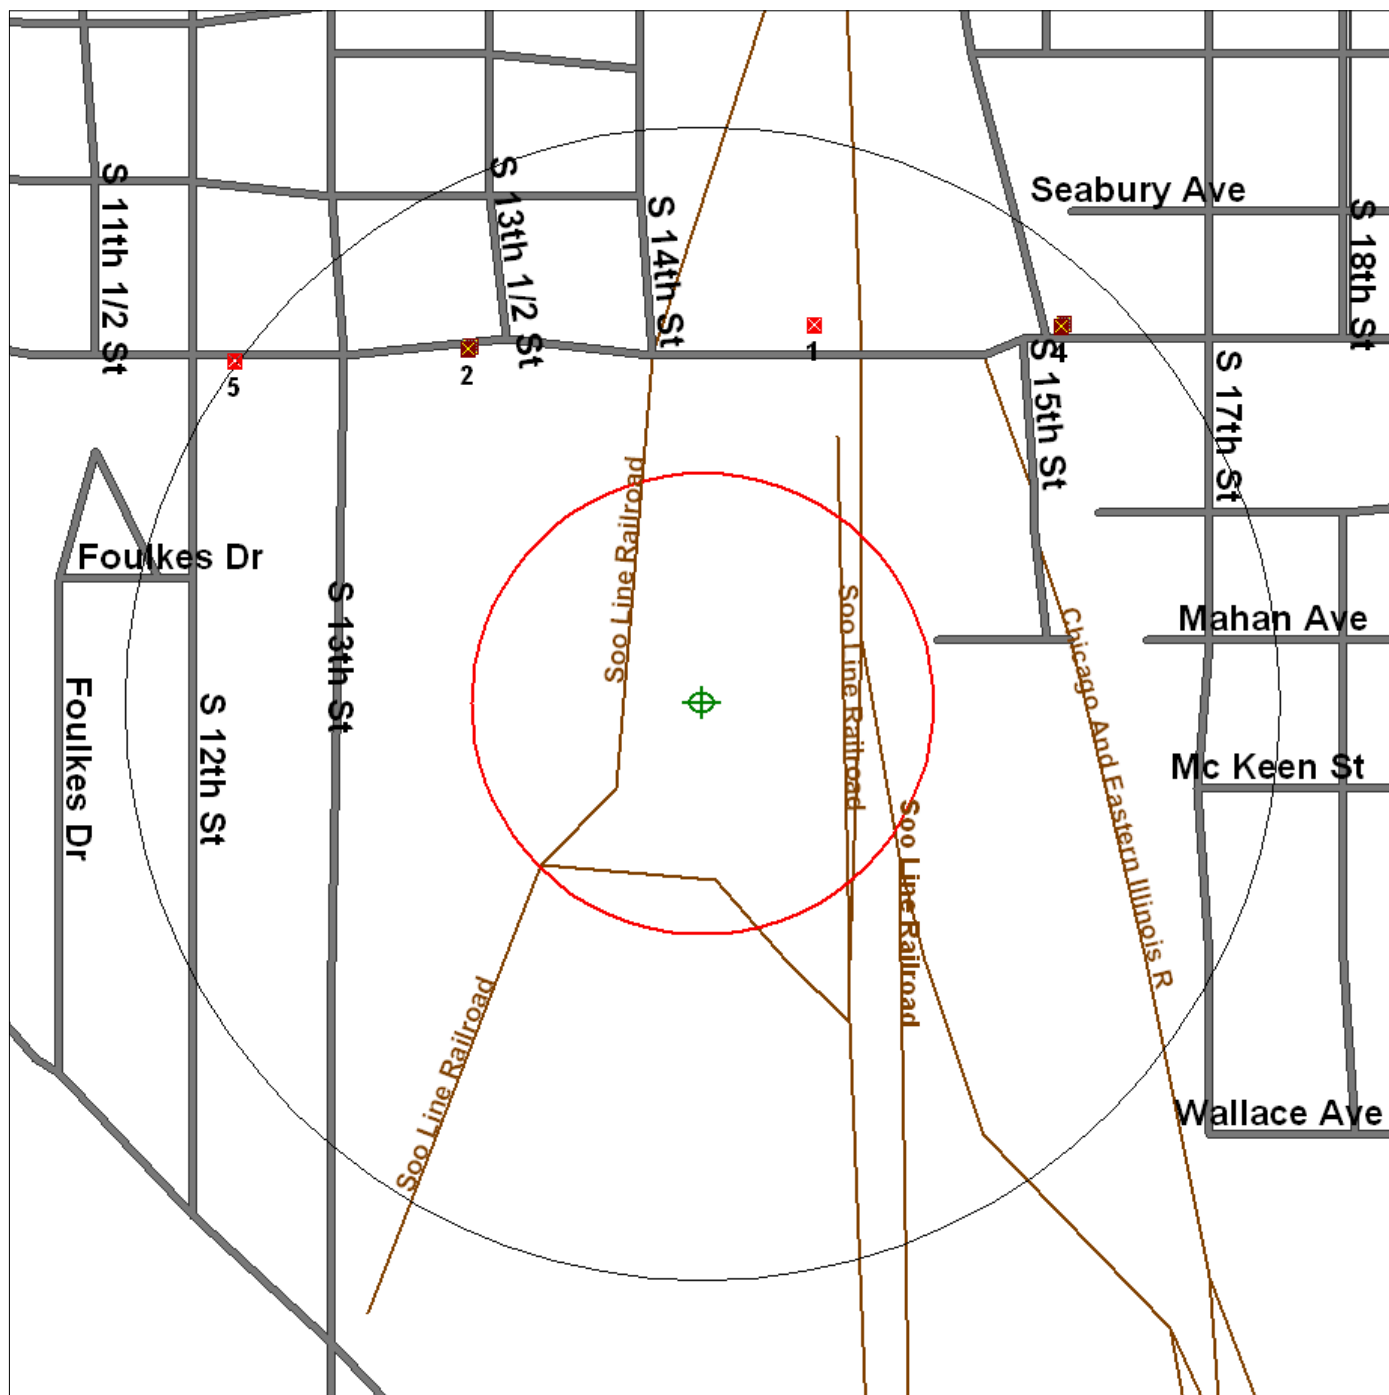 Seabury Ave
S 11th 1/2 St
S 13th 1/2 St
S 14th St
S 18th St
1
4
2
5
S 15th St
S 17th St
Soo Line Railroad
Foulkes Dr
S 13th St
Soo Line Railroad
Chicago And Eastern Illinois R
Mahan Ave
Foulkes Dr
S 12th St
Mc Keen St
Soo Line Railroad
Soo Line Railroad
Wallace Ave